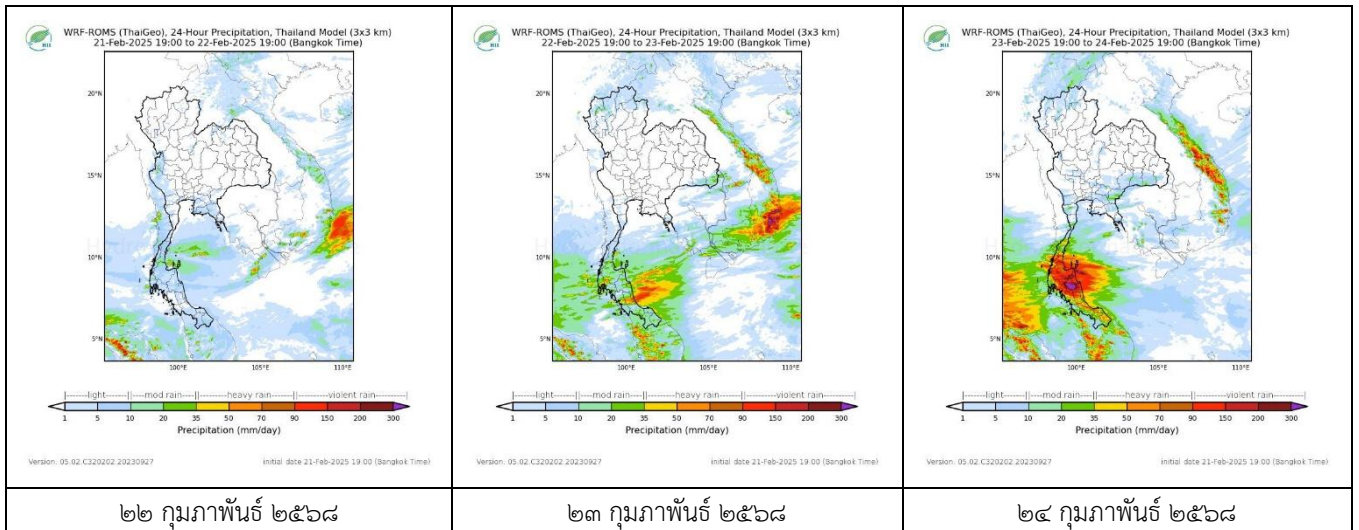 WRF-ROMS (ThaiGeo), 24-Hour Precipitation, Thailand Model (3x3 km)
21-Feb-2025 19:00 to 22-Feb-2025 19:00 (Bangkok Time)
20°N
15°N
10°N
5°N
100°E 105°E 110°E
light mod rain heavy rain violent rain
1 5 10 20 35 50 70 90 150 200 300
Precipitation (mm/day)
Version: 05.02.C320202.20230927 initial date 21-Feb-2025 19:00 (Bangkok Time)
๒๒ กุมภาพันธ์ ๒๕๖๘
WRF-ROMS (ThaiGeo), 24-Hour Precipitation, Thailand Model (3x3 km)
22-Feb-2025 19:00 to 23-Feb-2025 19:00 (Bangkok Time)
20°N
15°N
10°N
5°N
100°E 105°E 110°E
light mod rain heavy rain violent rain
1 5 10 20 35 50 70 90 150 200 300
Precipitation (mm/day)
Version: 05.02.C320202.20230927 initial date 21-Feb-2025 19:00 (Bangkok Time)
๒๓ กุมภาพันธ์ ๒๕๖๘
WRF-ROMS (ThaiGeo), 24-Hour Precipitation, Thailand Model (3x3 km)
23-Feb-2025 19:00 to 24-Feb-2025 19:00 (Bangkok Time)
20°N
15°N
10°N
5°N
100°E 105°E 110°E
light mod rain heavy rain violent rain
1 5 10 20 35 50 70 90 150 200 300
Precipitation (mm/day)
Version: 05.02.C320202.20230927 initial date 21-Feb-2025 19:00 (Bangkok Time)
๒๔ กุมภาพันธ์ ๒๕๖๘